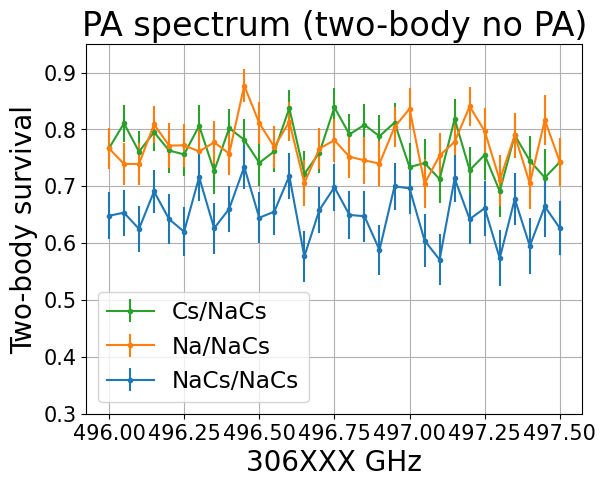 PA spectrum (two-body no PA)
Two-body survival
0.9
0.8
0.7
0.6
0.5
0.4
0.3
Cs/NaCs
Na/NaCs
NaCs/NaCs
496.00 496.25 496.50 496.75 497.00 497.25 497.50
306XXX GHz